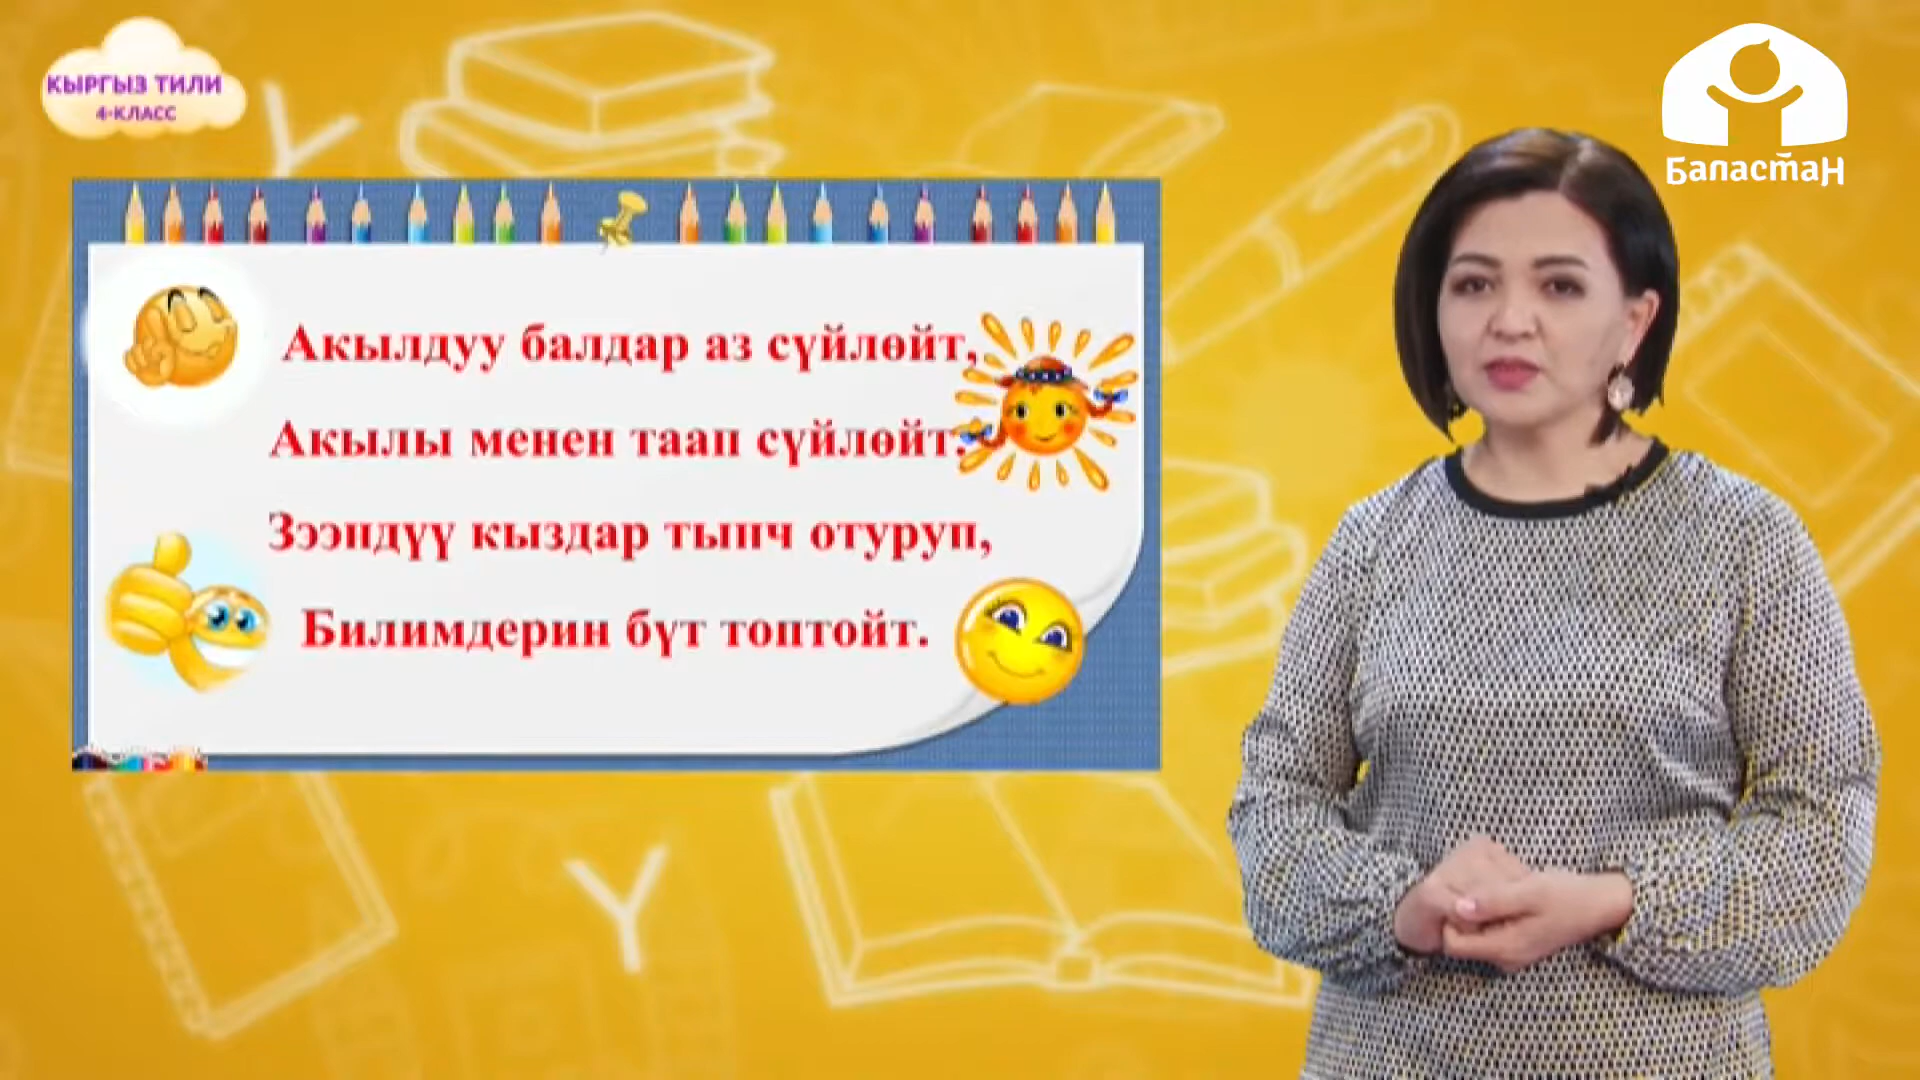 КЫРГЫЗ ТИЛИ
4-КЛАСС
Баластан
Акылдуу балдар аз сүйлөйт,
Акылы менен таап сүйлөйт.
Зээндүү кыздар тынч отуруп,
Билимдерин бүт топтойт.